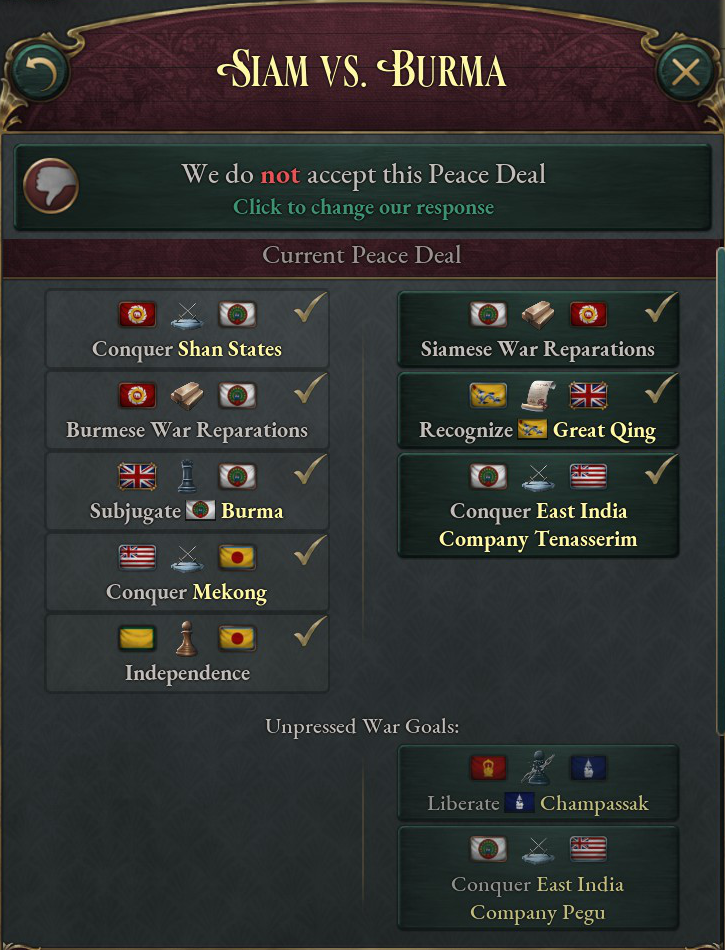 SIAM VS. BURMA
We do not accept this Peace Deal
Click to change our response
Current Peace Deal
Conquer Shan States
Siamese War Reparations
Burmese War Reparations
Recognize Great Qing
Subjugate Burma
Conquer East India
Company Tenasserim
Conquer Mekong
Independence
Unpressed War Goals:
Liberate Champassak
Conquer East India
Company Pegu